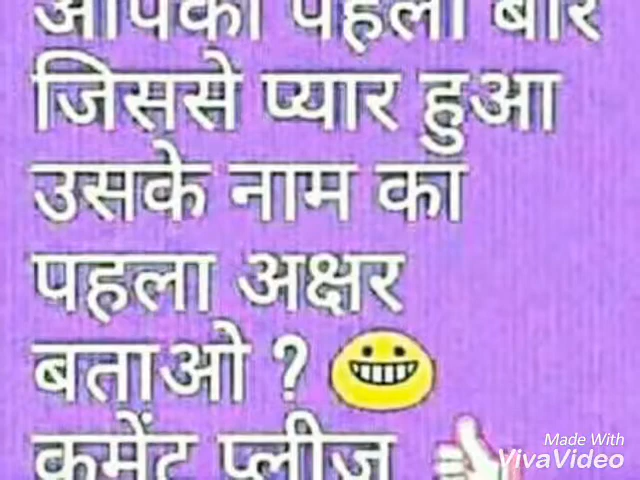 आपको पहली बार
जिससे प्यार हुआ
उसके नाम का
पहला अक्षर
बताओ ?
कमेंट प्लीज
Made With
VivaVideo